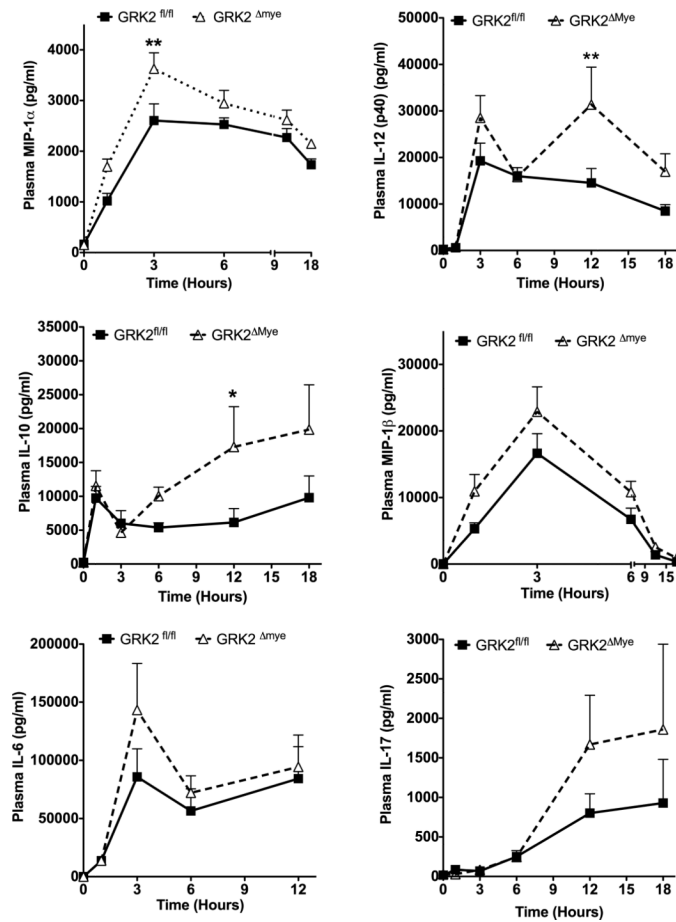 GRK2 fl/fl GRK2 Δmye
Plasma MIP-1α (pg/ml)
4000
3000
2000
1000
0
**
0 3 6 9 18
Time (Hours)
GRK2fl/fl GRK2ΔMye
Plasma IL-12 (p40) (pg/ml)
50000
40000
30000
20000
10000
0
**
0 3 6 9 12 15 18
Time (Hours)
GRK2fl/fl GRK2ΔMye
Plasma IL-10 (pg/ml)
35000
30000
25000
20000
15000
10000
5000
0
*
0 3 6 9 12 15 18
Time (Hours)
GRK2 fl/fl GRK2 Δmye
Plasma MIP-1β (pg/ml)
30000
20000
10000
0
0 3 6 9 15
Time (Hours)
GRK2 fl/fl GRK2 Δmye
Plasma IL-6 (pg/ml)
200000
150000
100000
50000
0
0 3 6 9 12
Time (Hours)
GRK2fl/fl GRK2ΔMye
Plasma IL-17 (pg/ml)
3000
2500
2000
1500
1000
500
0
0 3 6 9 12 15 18
Time (Hours)